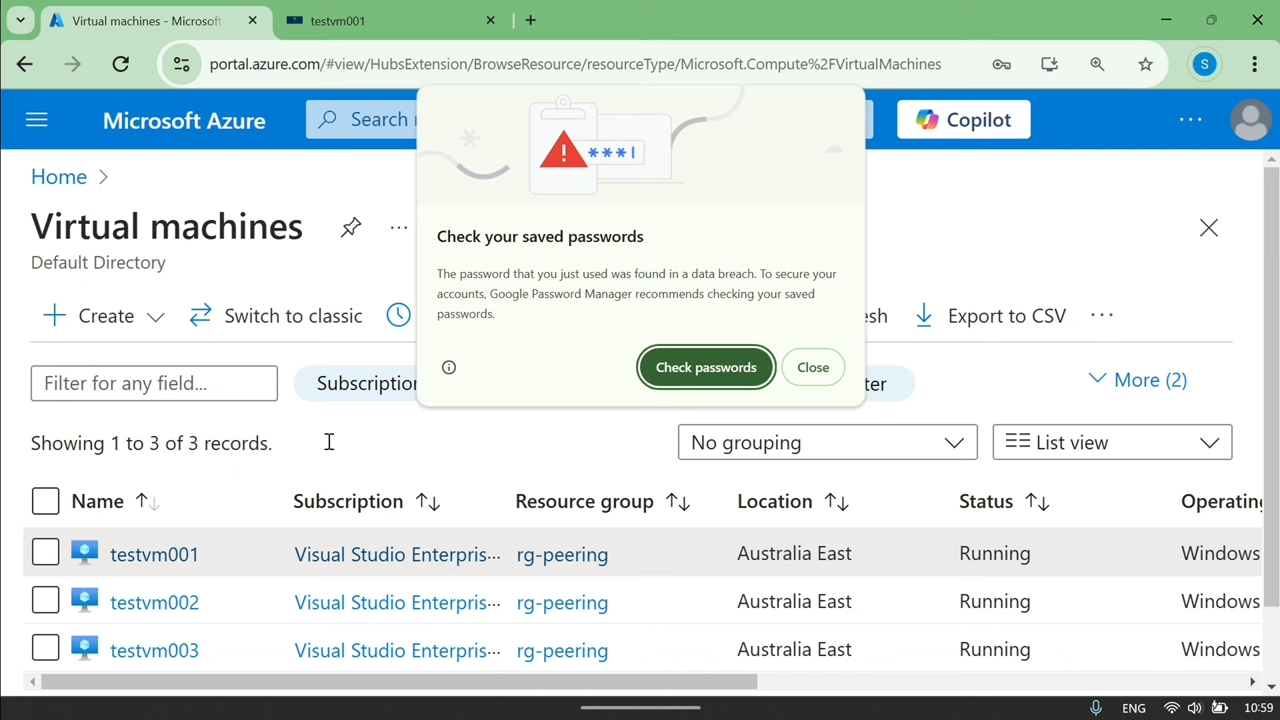 Virtual machines - Microsoft
testvm001
portal.azure.com/#view/HubsExtension/BrowseResource/resourceType/Microsoft.Compute%2FVirtualMachines
S
Microsoft Azure
Search
Copilot
Home
Virtual machines
Default Directory
***|
Check your saved passwords
The password that you just used was found in a data breach. To secure your
accounts, Google Password Manager recommends checking your saved
passwords.
Check passwords
Close
Create
Switch to classic
esh
Export to CSV
Filter for any field...
Subscription
ter
More (2)
Showing 1 to 3 of 3 records.
No grouping
List view
Name
Subscription
Resource group
Location
Status
Operating
testvm001 Visual Studio Enterpris... rg-peering Australia East Running Windows
testvm002 Visual Studio Enterpris... rg-peering Australia East Running Windows
testvm003 Visual Studio Enterpris... rg-peering Australia East Running Windows
ENG
10:59